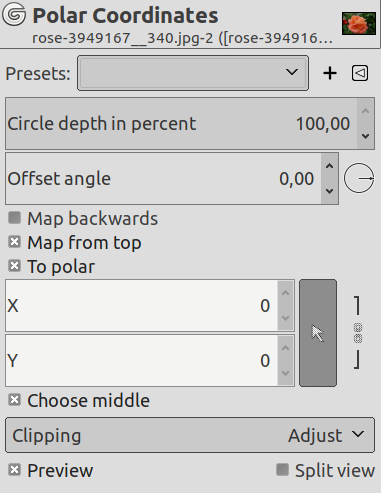 Polar Coordinates
rose-3949167__340.jpg-2 ([rose-394916...
Presets:
Circle depth in percent 100,00
Offset angle 0,00
Map backwards
Map from top
To polar
X 0
Y 0
Choose middle
Clipping Adjust
Preview Split view